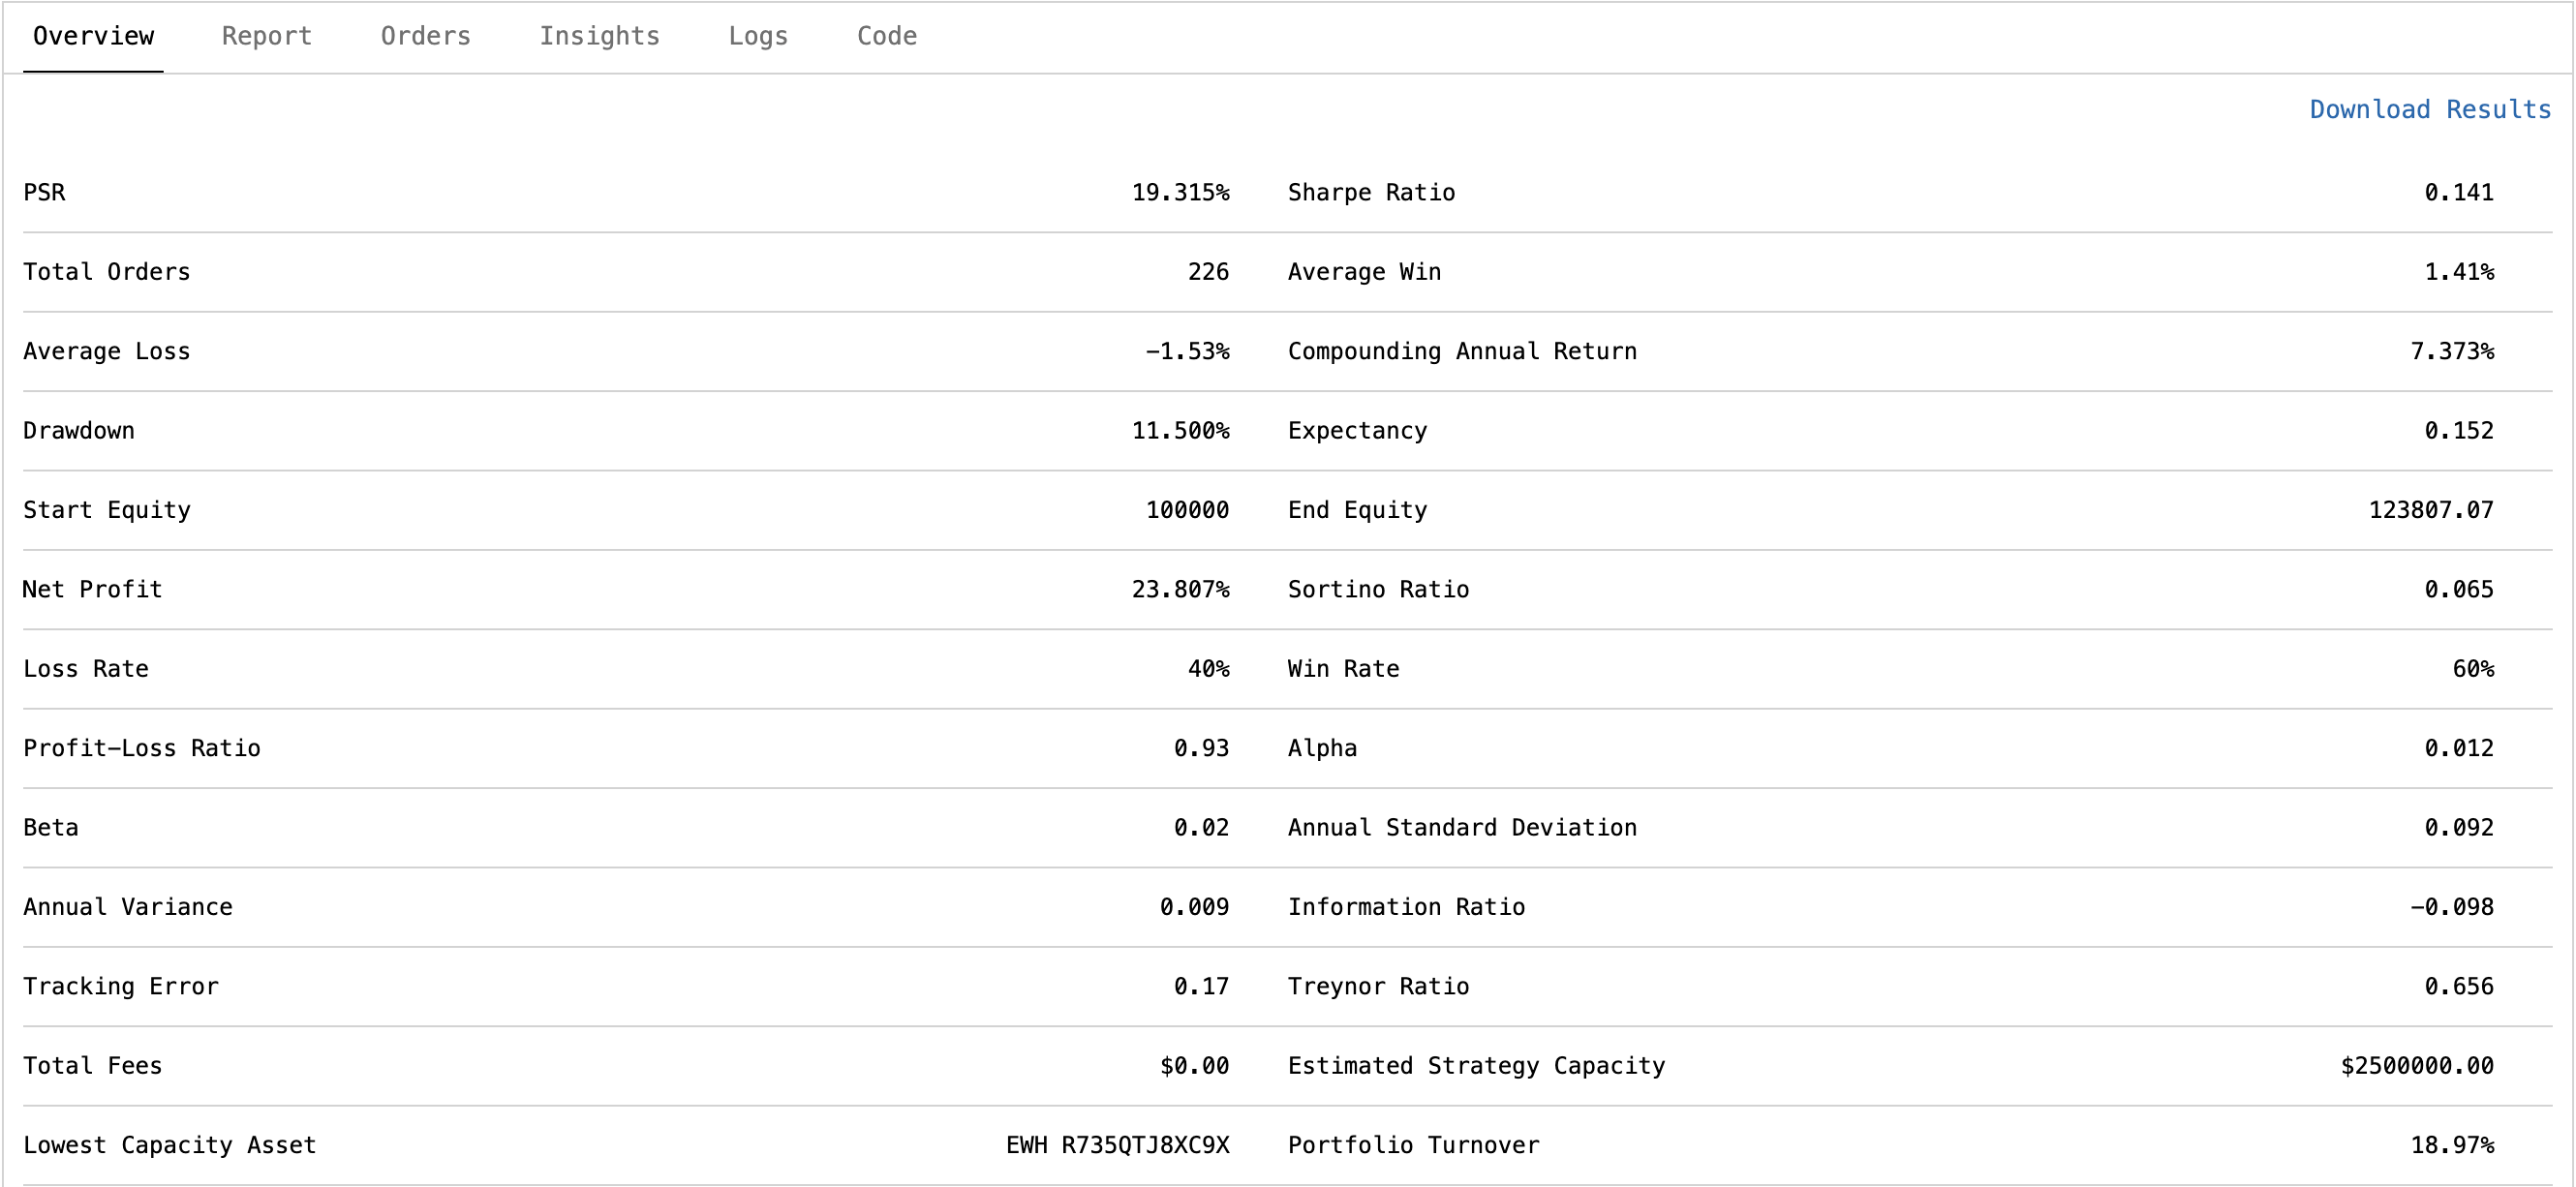 Overview Report Orders Insights Logs Code
Download Results
PSR 19.315% Sharpe Ratio 0.141
Total Orders 226 Average Win 1.41%
Average Loss −1.53% Compounding Annual Return 7.373%
Drawdown 11.500% Expectancy 0.152
Start Equity 100000 End Equity 123807.07
Net Profit 23.807% Sortino Ratio 0.065
Loss Rate 40% Win Rate 60%
Profit−Loss Ratio 0.93 Alpha 0.012
Beta 0.02 Annual Standard Deviation 0.092
Annual Variance 0.009 Information Ratio −0.098
Tracking Error 0.17 Treynor Ratio 0.656
Total Fees $0.00 Estimated Strategy Capacity $2500000.00
Lowest Capacity Asset EWH R735QTJ8XC9X Portfolio Turnover 18.97%